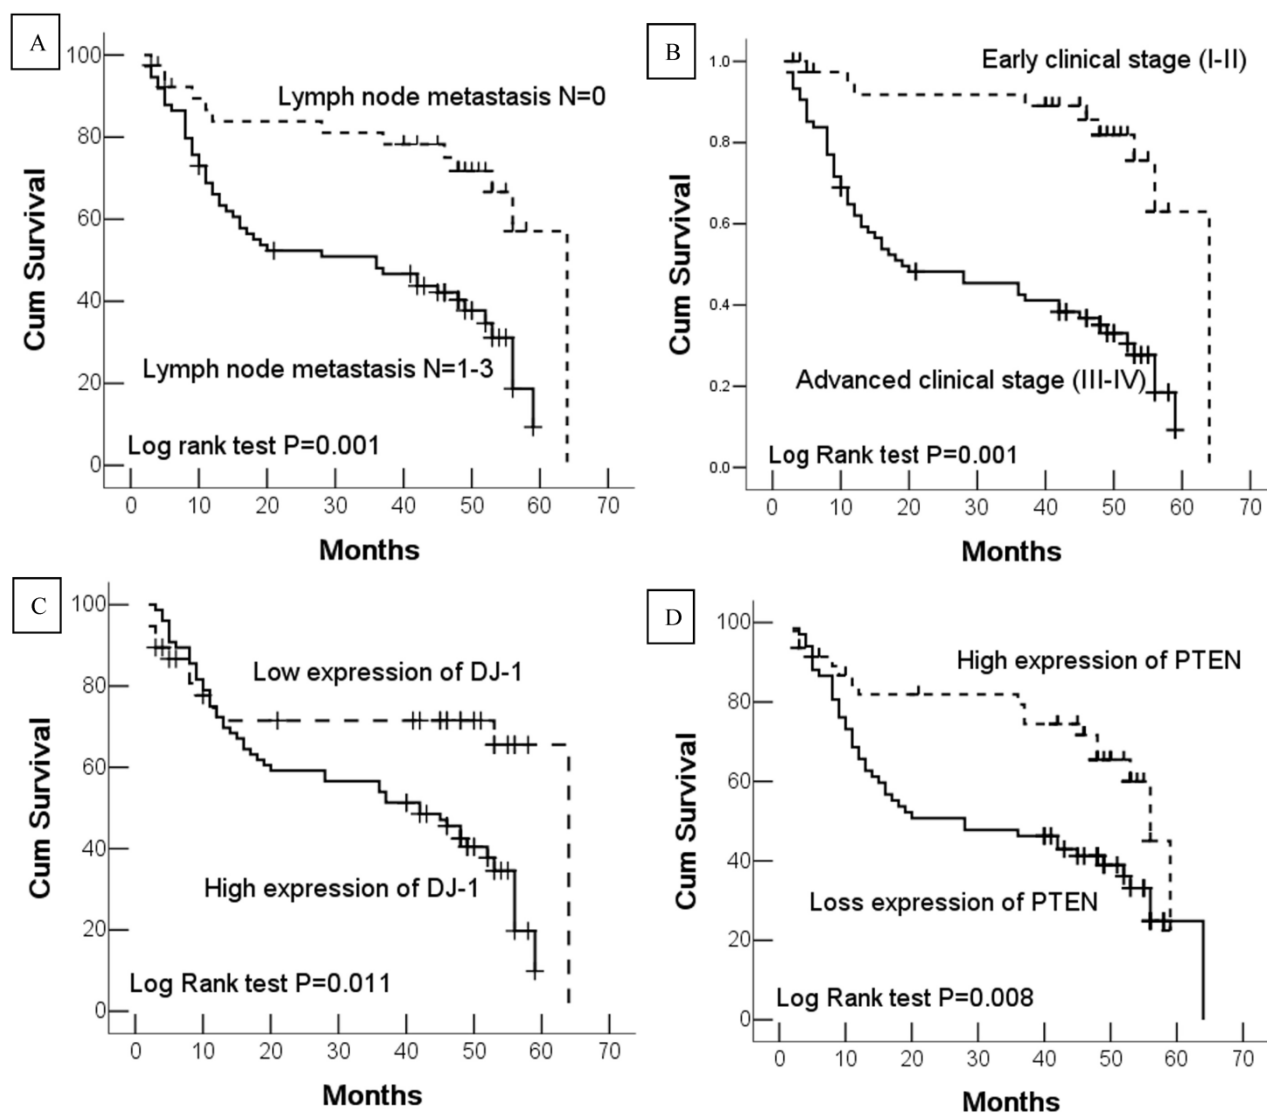 A
100
80
60
40
20
0
Cum Survival
Lymph node metastasis N=0
Lymph node metastasis N=1-3
Log rank test P=0.001
0 10 20 30 40 50 60 70
Months
B
1.0
0.8
0.6
0.4
0.2
0.0
Cum Survival
Early clinical stage (I-II)
Advanced clinical stage (III-IV)
Log Rank test P=0.001
0 10 20 30 40 50 60 70
Months
C
100
80
60
40
20
0
Cum Survival
Low expression of DJ-1
High expression of DJ-1
Log Rank test P=0.011
0 10 20 30 40 50 60 70
Months
D
100
80
60
40
20
0
Cum Survival
High expression of PTEN
Loss expression of PTEN
Log Rank test P=0.008
0 10 20 30 40 50 60 70
Months